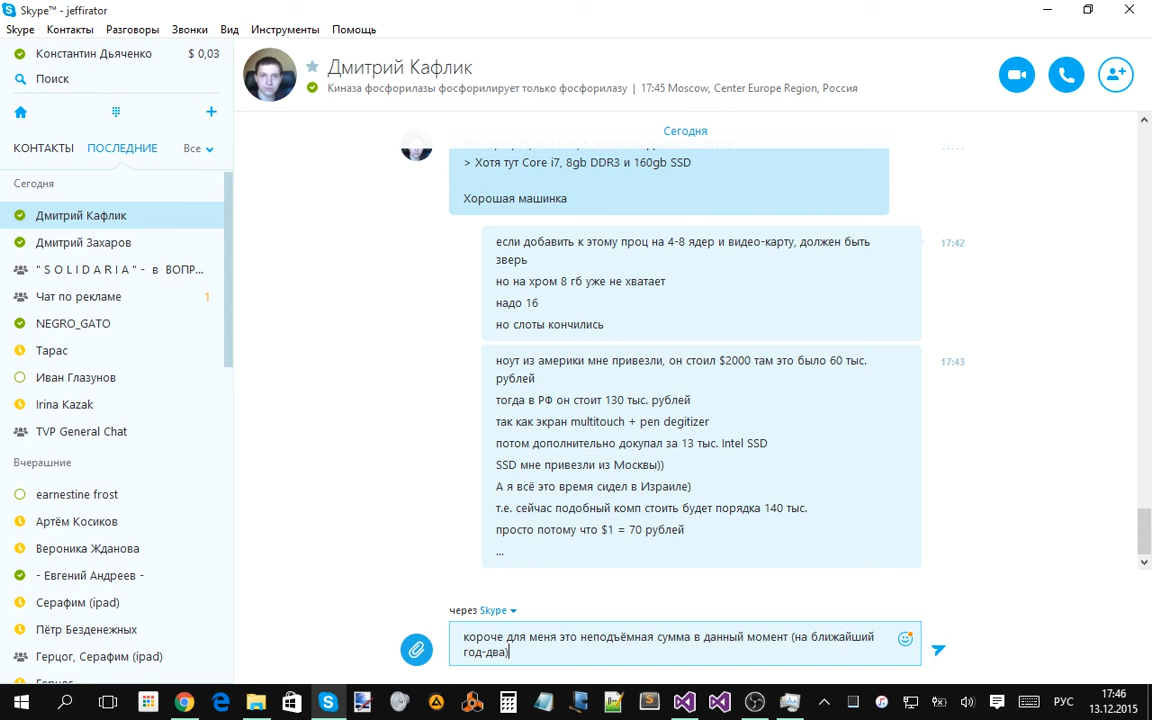 Skype™ - jeffirator
Skype Контакты Разговоры Звонки Вид Инструменты Помощь
Константин Дьяченко $ 0,03
Поиск
КОНТАКТЫ ПОСЛЕДНИЕ Все
Сегодня
Дмитрий Кафлик
Дмитрий Захаров
" S O L I D A R I A " - в ВОПР...
Чат по рекламе 1
NEGRO_GATO
Тарас
Иван Глазунов
Irina Kazak
TVP General Chat
Вчерашние
earnestine frost
Артём Косиков
Вероника Жданова
- Евгений Андреев -
Серафим (ipad)
Пётр Безденежных
Герцог, Серафим (ipad)
Дмитрий Кафлик
Киназа фосфорилазы фосфорилирует только фосфорилазу | 17:45 Moscow, Center Europe Region, Россия
Сегодня
> Хотя тут Core i7, 8gb DDR3 и 160gb SSD
Хорошая машинка
если добавить к этому проц на 4-8 ядер и видео-карту, должен быть 17:42
зверь
но на хром 8 гб уже не хватает
надо 16
но слоты кончились
ноут из америки мне привезли, он стоил $2000 там это было 60 тыс. 17:43
рублей
тогда в РФ он стоит 130 тыс. рублей
так как экран multitouch + pen degitizer
потом дополнительно докупал за 13 тыс. Intel SSD
SSD мне привезли из Москвы))
А я всё это время сидел в Израиле)
т.е. сейчас подобный комп стоить будет порядка 140 тыс.
просто потому что $1 = 70 рублей
...
через Skype
короче для меня это неподъёмная сумма в данный момент (на ближайший
год-два)
РУС
17:46
13.12.2015